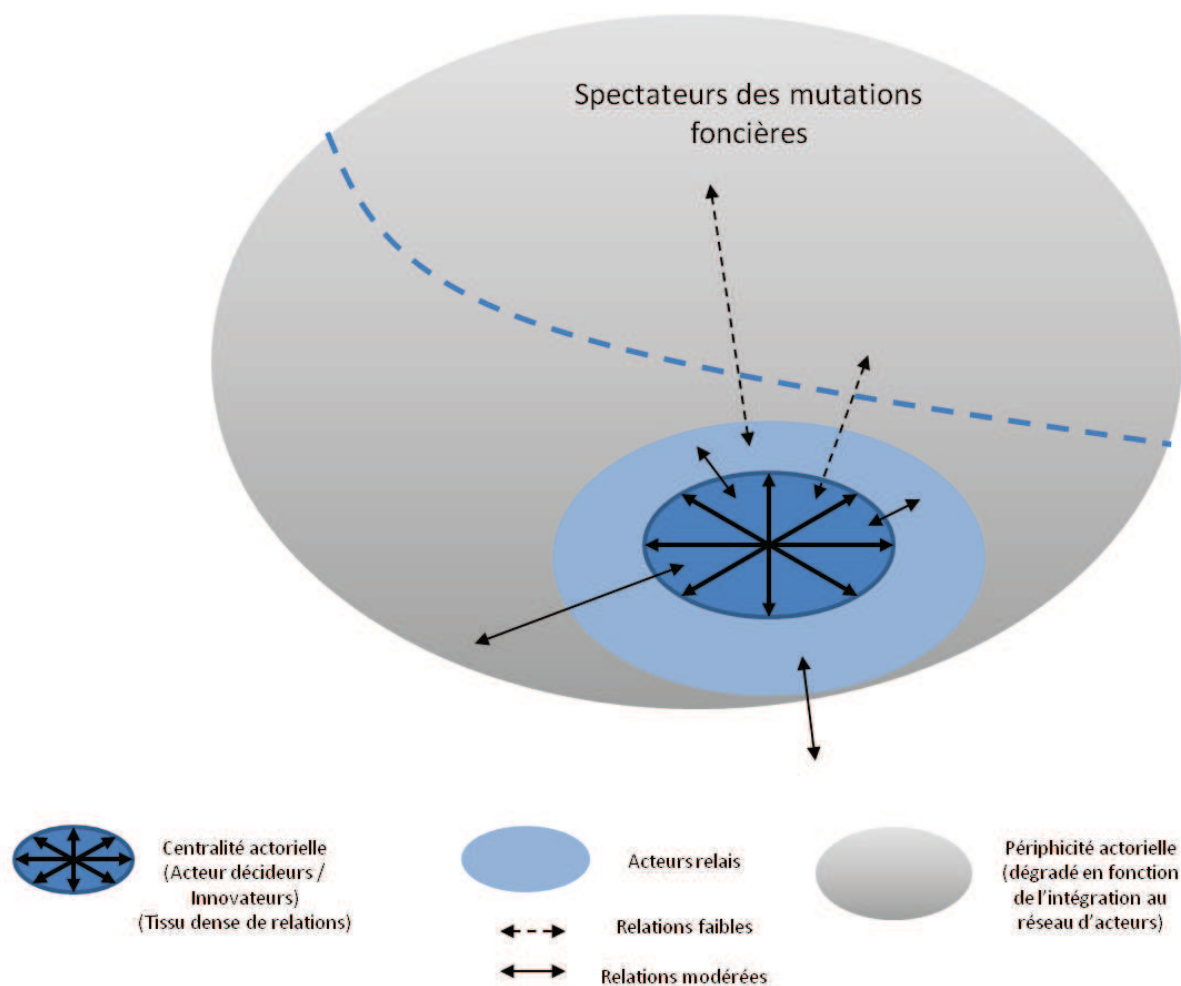 Spectateurs des mutations
foncières
Centralité actorielle
(Acteur décideurs /
Innovateurs)
(Tissu dense de relations)
Acteurs relais
Relations faibles
Relations modérées
Périphicité actorielle
(dégradé en fonction
de l'intégration au
réseau d'acteurs)